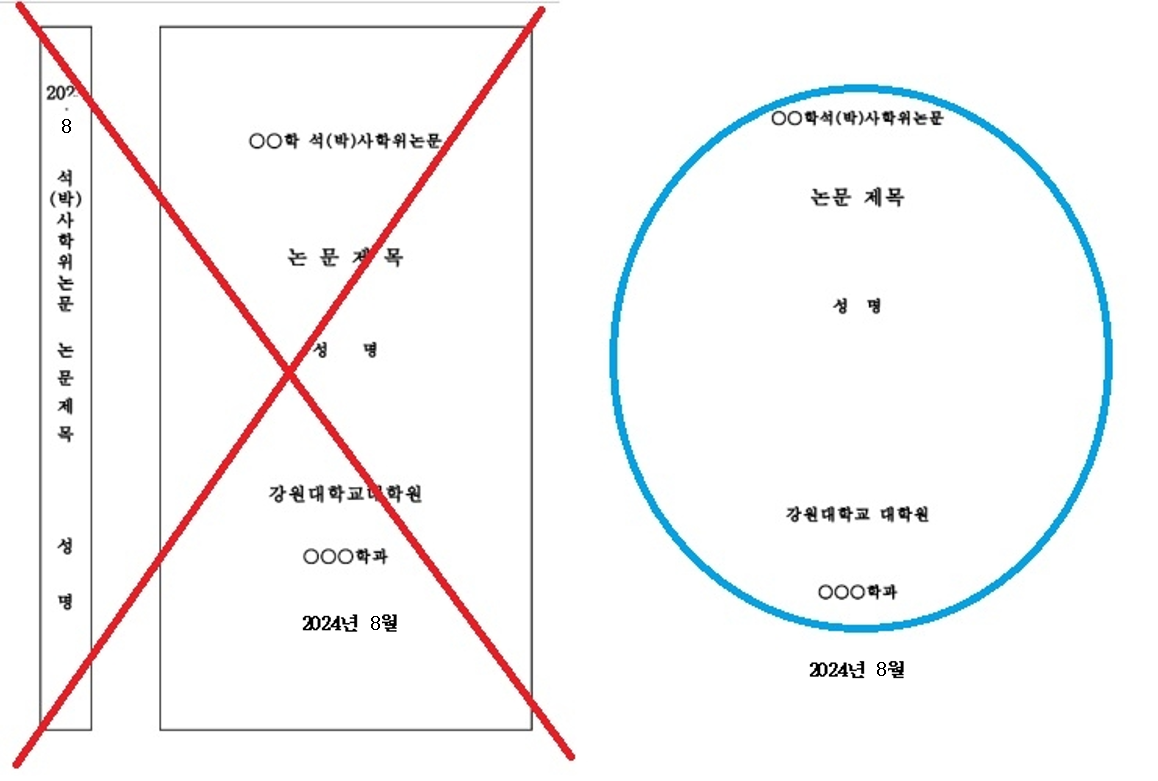 202
.
8
석
(박)
사
학
위
논
문
논
문
제
목
성
명
○○학 석(박)사학위논문
논 문 제 목
성 명
강원대학교대학원
○○○학과
2024년 8월
○○학석(박)사학위논문
논문 제목
성 명
강원대학교 대학원
○○○학과
2024년 8월